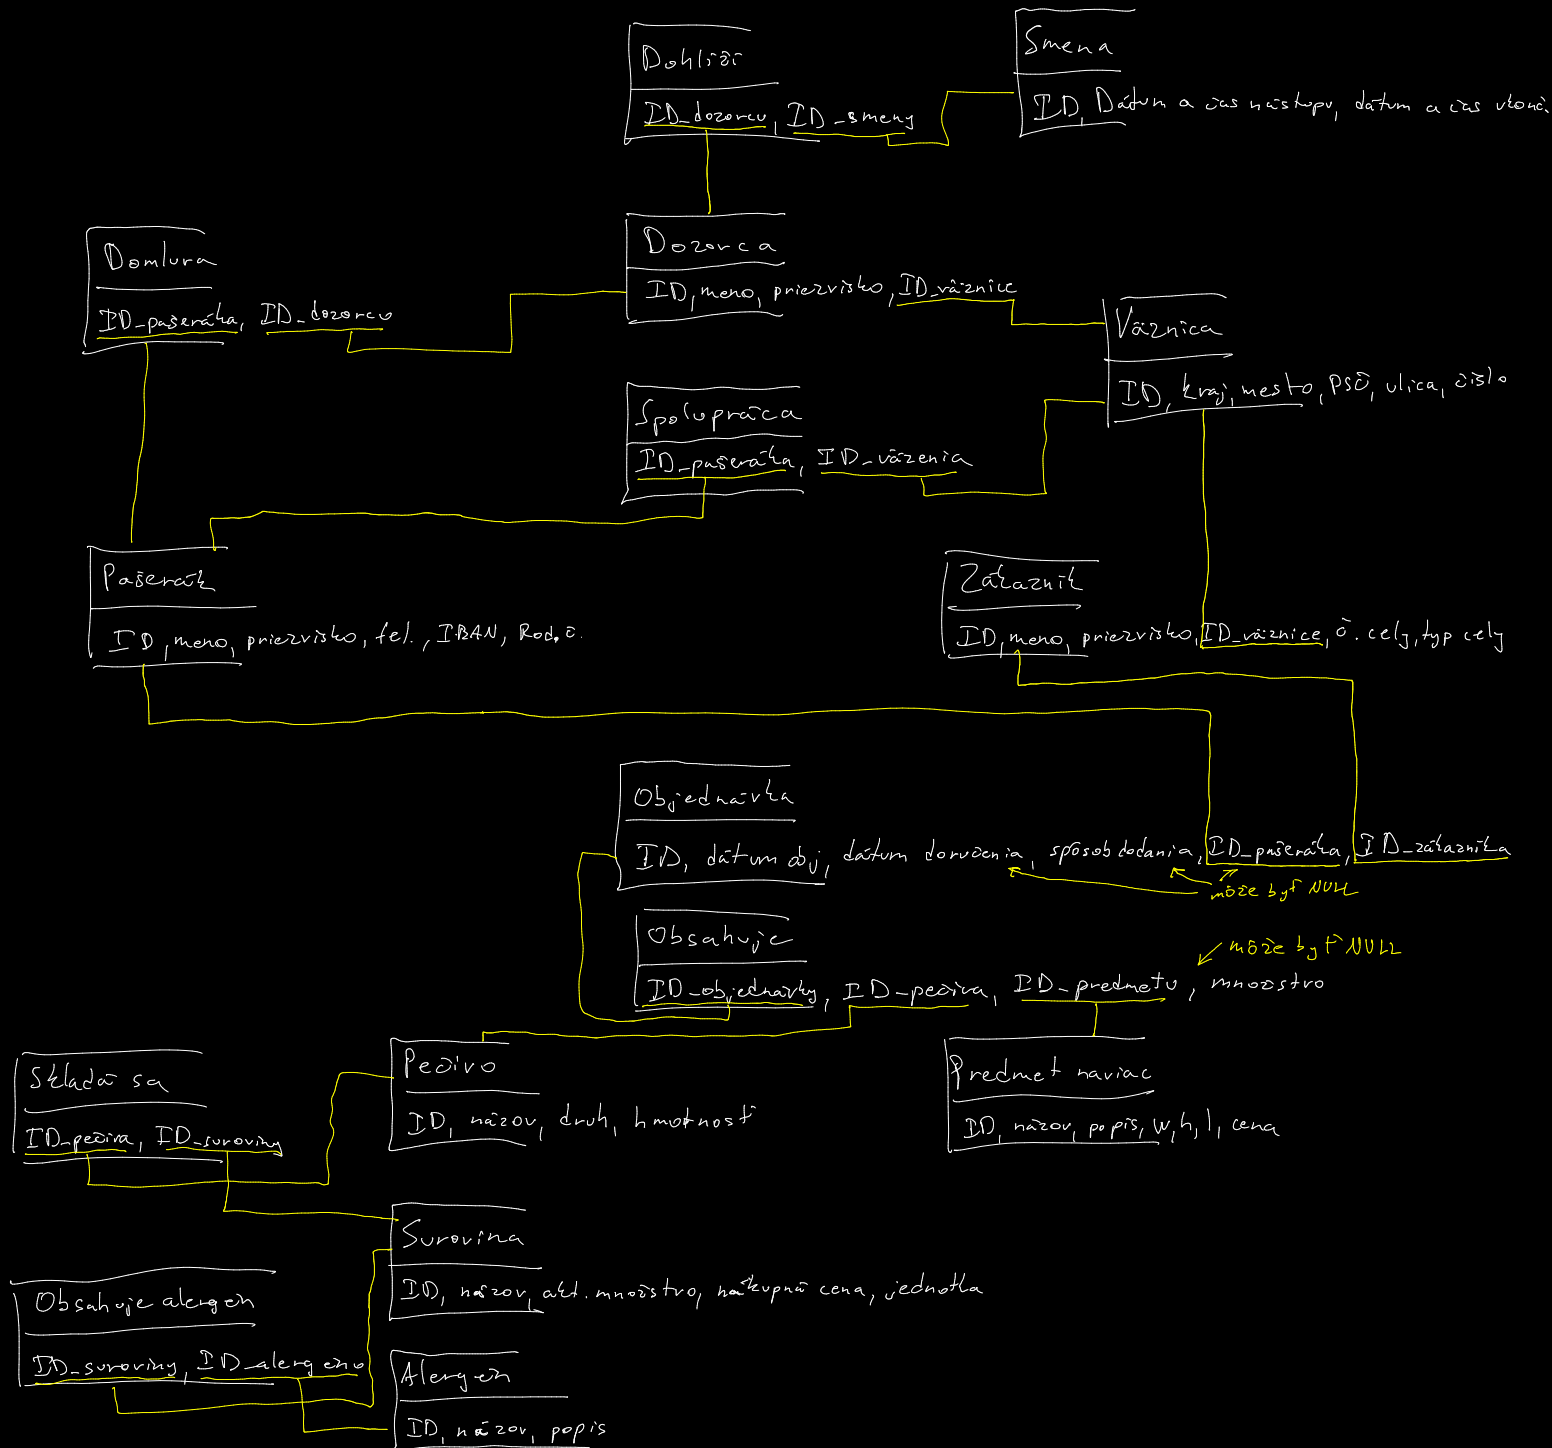 Dohlíží
ID_dozorcu, ID_smeny
Smena
ID, Dátum a čas nástupu, dátum a čas ukonč.
Domluva
ID_pašeráka, ID_dozorcu
Dozorca
ID, meno, priezvisko, ID_väznice
Väznica
ID, kraj, mesto, PSČ, ulica, číslo
Spolupráca
ID_pašeráka, ID_väzenia
Pašerák
ID, meno, priezvisko, tel., IBAN, Rod.č.
Zákazník
ID, meno, priezvisko, ID_väznice, č. cely, typ cely
Objednávka
ID, dátum obj, dátum doručenia, spôsob dodania, ID_pašeráka, ID_zákazníka
môže byť NULL
Obsahuje
môže byť NULL
ID_objednávky, ID_pečiva, ID_predmetu, množstvo
Skladá sa
ID_pečiva, ID_suroviny
Pečivo
ID, názov, druh, hmotnosť
Predmet naviac
ID, názov, popis, w, h, l, cena
Surovina
ID, názov, akt. množstvo, nákupná cena, jednotka
Obsahuje alergén
ID_suroviny, ID_alergénu
Alergén
ID, názov, popis